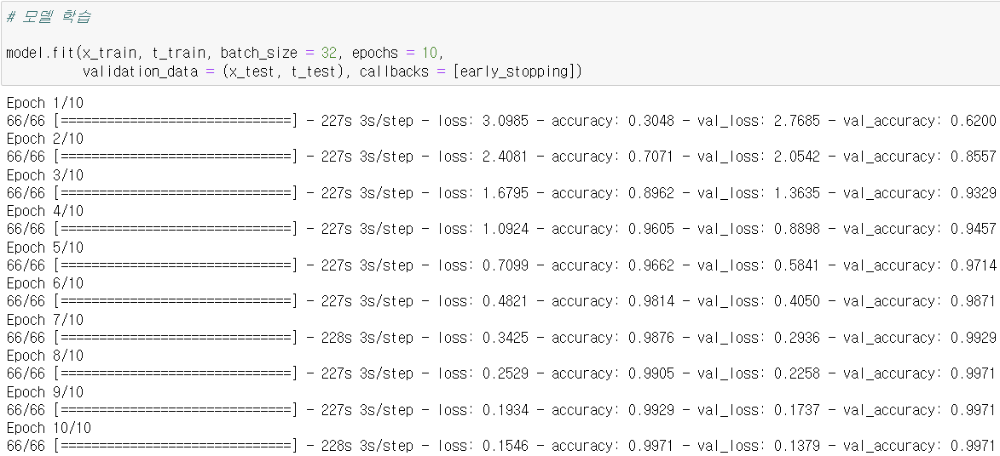 # 모델 학습
model.fit(x_train, t_train, batch_size = 32, epochs = 10,
validation_data = (x_test, t_test), callbacks = [early_stopping])
Epoch 1/10
66/66 [==============================] - 227s 3s/step - loss: 3.0985 - accuracy: 0.3048 - val_loss: 2.7685 - val_accuracy: 0.6200
Epoch 2/10
66/66 [==============================] - 227s 3s/step - loss: 2.4081 - accuracy: 0.7071 - val_loss: 2.0542 - val_accuracy: 0.8557
Epoch 3/10
66/66 [==============================] - 227s 3s/step - loss: 1.6795 - accuracy: 0.8962 - val_loss: 1.3635 - val_accuracy: 0.9329
Epoch 4/10
66/66 [==============================] - 227s 3s/step - loss: 1.0924 - accuracy: 0.9605 - val_loss: 0.8898 - val_accuracy: 0.9457
Epoch 5/10
66/66 [==============================] - 227s 3s/step - loss: 0.7099 - accuracy: 0.9662 - val_loss: 0.5841 - val_accuracy: 0.9714
Epoch 6/10
66/66 [==============================] - 227s 3s/step - loss: 0.4821 - accuracy: 0.9814 - val_loss: 0.4050 - val_accuracy: 0.9871
Epoch 7/10
66/66 [==============================] - 228s 3s/step - loss: 0.3425 - accuracy: 0.9876 - val_loss: 0.2936 - val_accuracy: 0.9929
Epoch 8/10
66/66 [==============================] - 227s 3s/step - loss: 0.2529 - accuracy: 0.9905 - val_loss: 0.2258 - val_accuracy: 0.9971
Epoch 9/10
66/66 [==============================] - 227s 3s/step - loss: 0.1934 - accuracy: 0.9929 - val_loss: 0.1737 - val_accuracy: 0.9971
Epoch 10/10
66/66 [==============================] - 228s 3s/step - loss: 0.1546 - accuracy: 0.9971 - val_loss: 0.1379 - val_accuracy: 0.9971